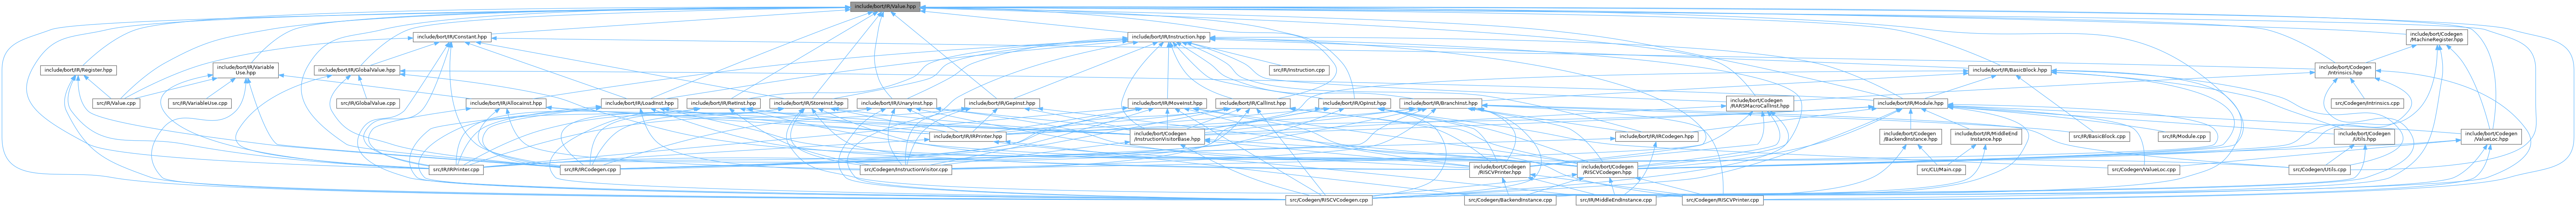 include/bort/IR/Value.hpp
include/bort/IR/Constant.hpp
include/bort/IR/Instruction.hpp
include/bort/Codegen
/MachineRegister.hpp
include/bort/IR/Register.hpp
include/bort/IR/Variable
Use.hpp
include/bort/IR/GlobalValue.hpp
src/IR/Instruction.cpp
include/bort/IR/BasicBlock.hpp
include/bort/Codegen
/Intrinsics.hpp
src/IR/Value.cpp
src/IR/VariableUse.cpp
src/IR/GlobalValue.cpp
include/bort/IR/AllocaInst.hpp
include/bort/IR/LoadInst.hpp
include/bort/IR/RetInst.hpp
include/bort/IR/StoreInst.hpp
include/bort/IR/UnaryInst.hpp
include/bort/IR/GepInst.hpp
include/bort/IR/MoveInst.hpp
include/bort/IR/CallInst.hpp
include/bort/IR/OpInst.hpp
include/bort/IR/BranchInst.hpp
include/bort/Codegen
/RARSMacroCallInst.hpp
include/bort/IR/Module.hpp
src/Codegen/Intrinsics.cpp
include/bort/IR/IRPrinter.hpp
include/bort/Codegen
/InstructionVisitorBase.hpp
include/bort/IR/IRCodegen.hpp
include/bort/Codegen
/BackendInstance.hpp
include/bort/IR/MiddleEnd
Instance.hpp
src/IR/BasicBlock.cpp
src/IR/Module.cpp
include/bort/Codegen
/Utils.hpp
include/bort/Codegen
/ValueLoc.hpp
src/IR/IRPrinter.cpp
src/IR/IRCodegen.cpp
src/Codegen/InstructionVisitor.cpp
include/bort/Codegen
/RISCVPrinter.hpp
include/bort/Codegen
/RISCVCodegen.hpp
src/CLI/Main.cpp
src/Codegen/ValueLoc.cpp
src/Codegen/Utils.cpp
src/Codegen/RISCVCodegen.cpp
src/Codegen/BackendInstance.cpp
src/IR/MiddleEndInstance.cpp
src/Codegen/RISCVPrinter.cpp